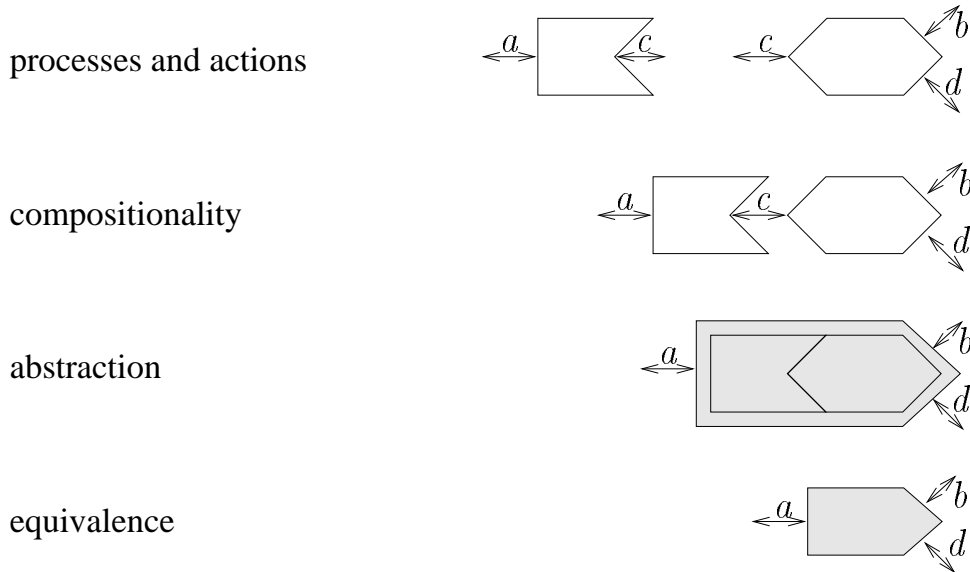 processes and actions a c c b d
compositionality a c b d
abstraction a b d
equivalence a b d